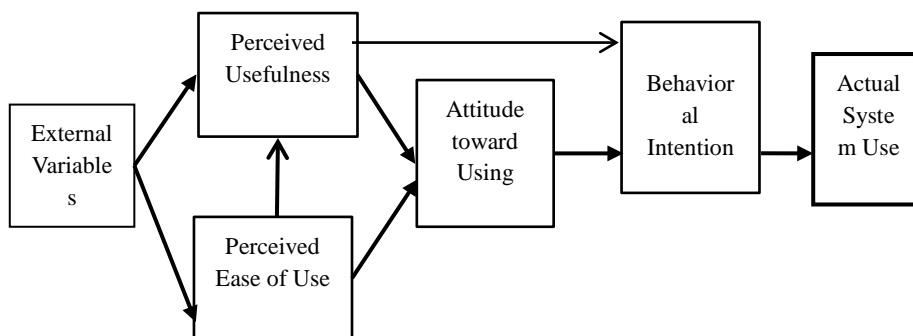 Perceived
Usefulness
External
Variable
s
Perceived
Ease of Use
Attitude
toward
Using
Behavior
al
Intention
Actual
Syste
m Use